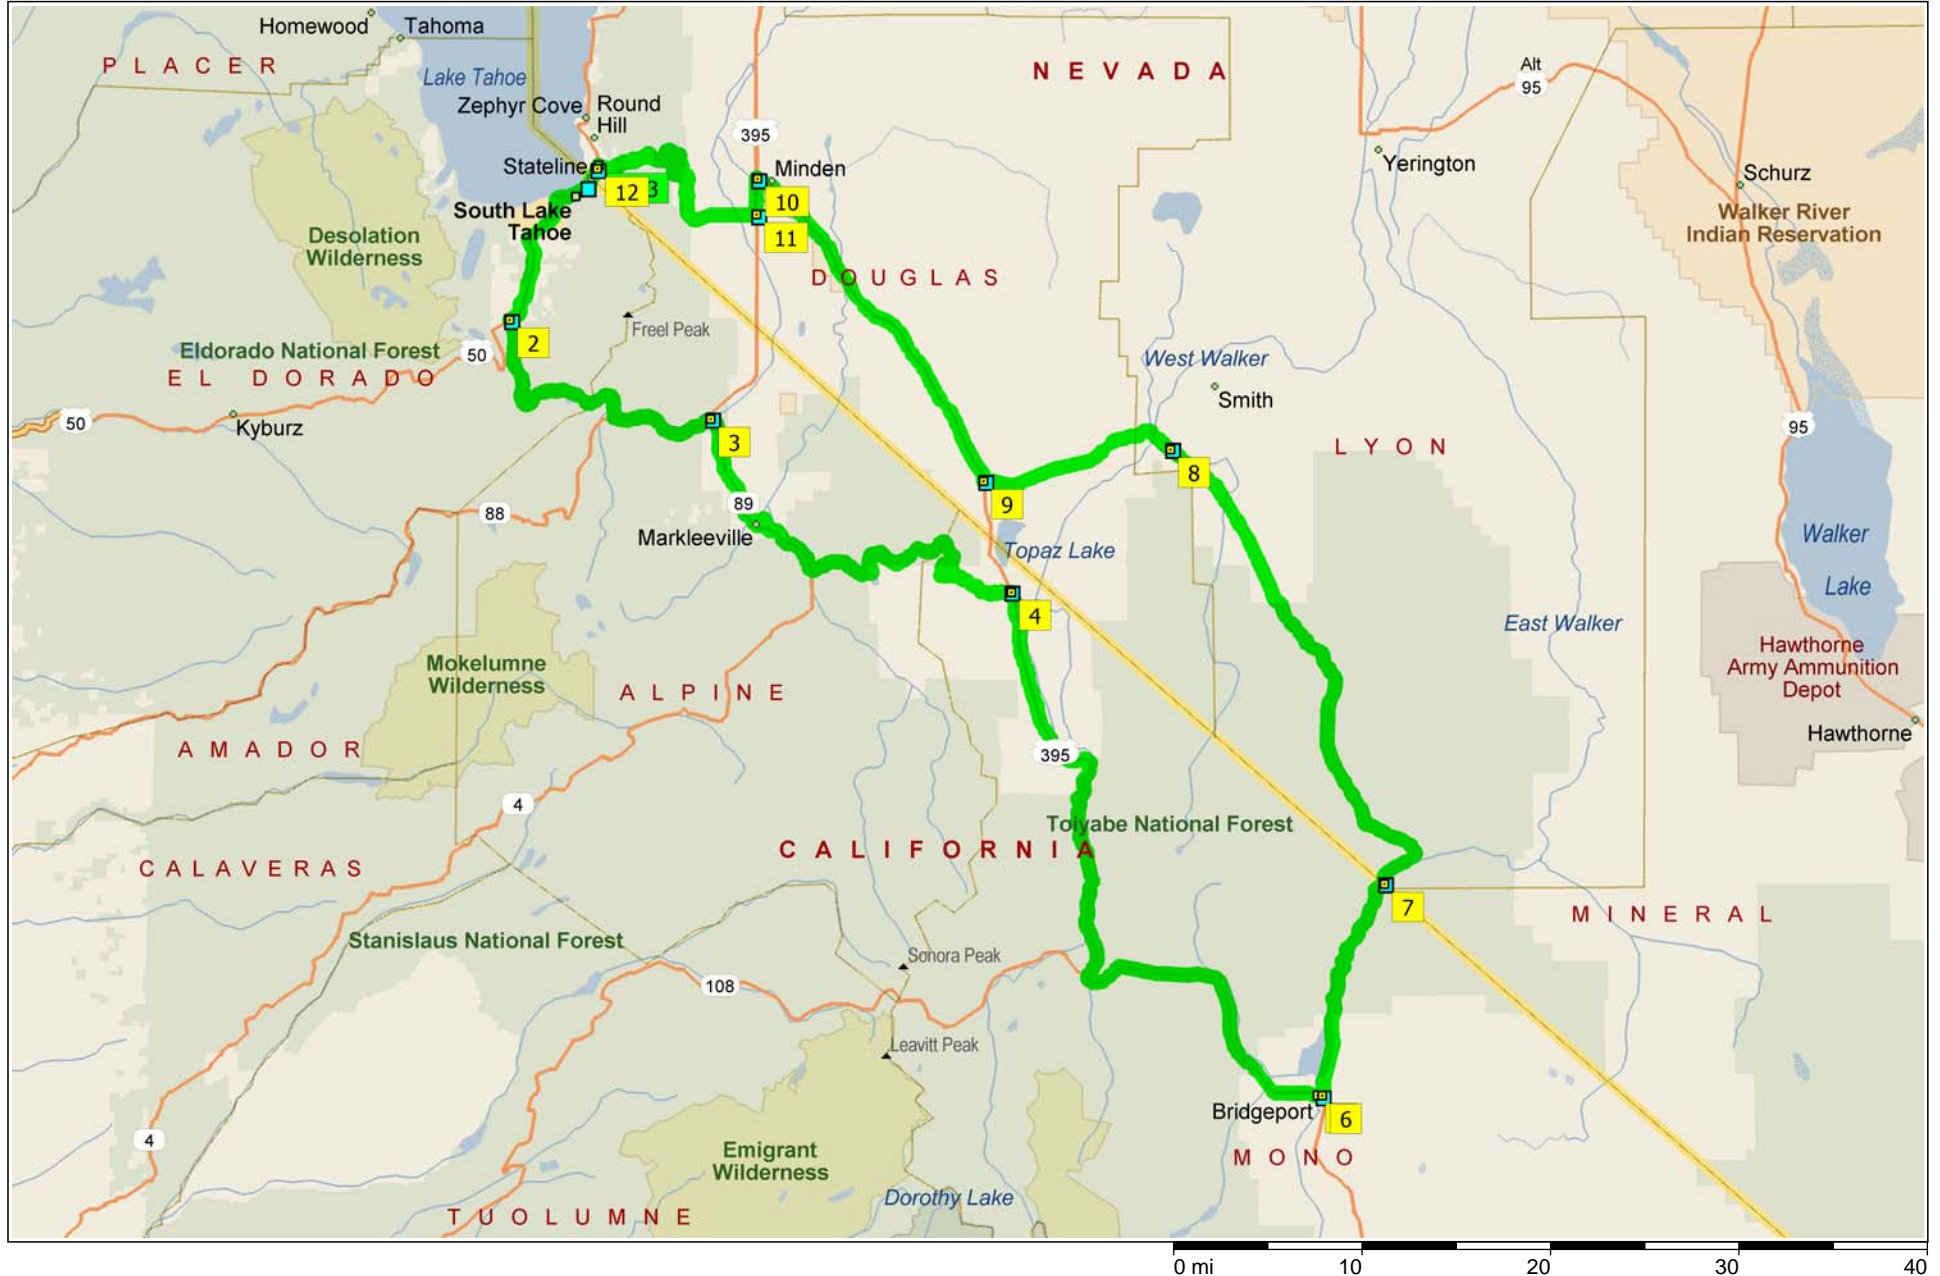 Homewood
Tahoma
PLACER
Lake Tahoe
NEVADA
Alt
95
Zephyr Cove
Round
Hill
395
Stateline
Minden
Yerington
Schurz
12
3
10
South Lake
Tahoe
11
Walker River
Indian Reservation
Desolation
Wilderness
DOUGLAS
2
Freel Peak
Eldorado National Forest
50
EL DORADO
West Walker
Smith
50
Kyburz
3
95
LYON
8
88
89
9
Markleeville
Topaz Lake
Walker
Lake
4
East Walker
Mokelumne
Wilderness
ALPINE
Hawthorne
Army Ammunition
Depot
AMADOR
395
Hawthorne
4
Toiyabe National Forest
CALIFORNIA
CALAVERAS
7
MINERAL
Stanislaus National Forest
Sonora Peak
108
Leavitt Peak
Bridgeport
6
4
Emigrant
Wilderness
MONO
Dorothy Lake
TUOLUMNE
0 mi 10 20 30 40